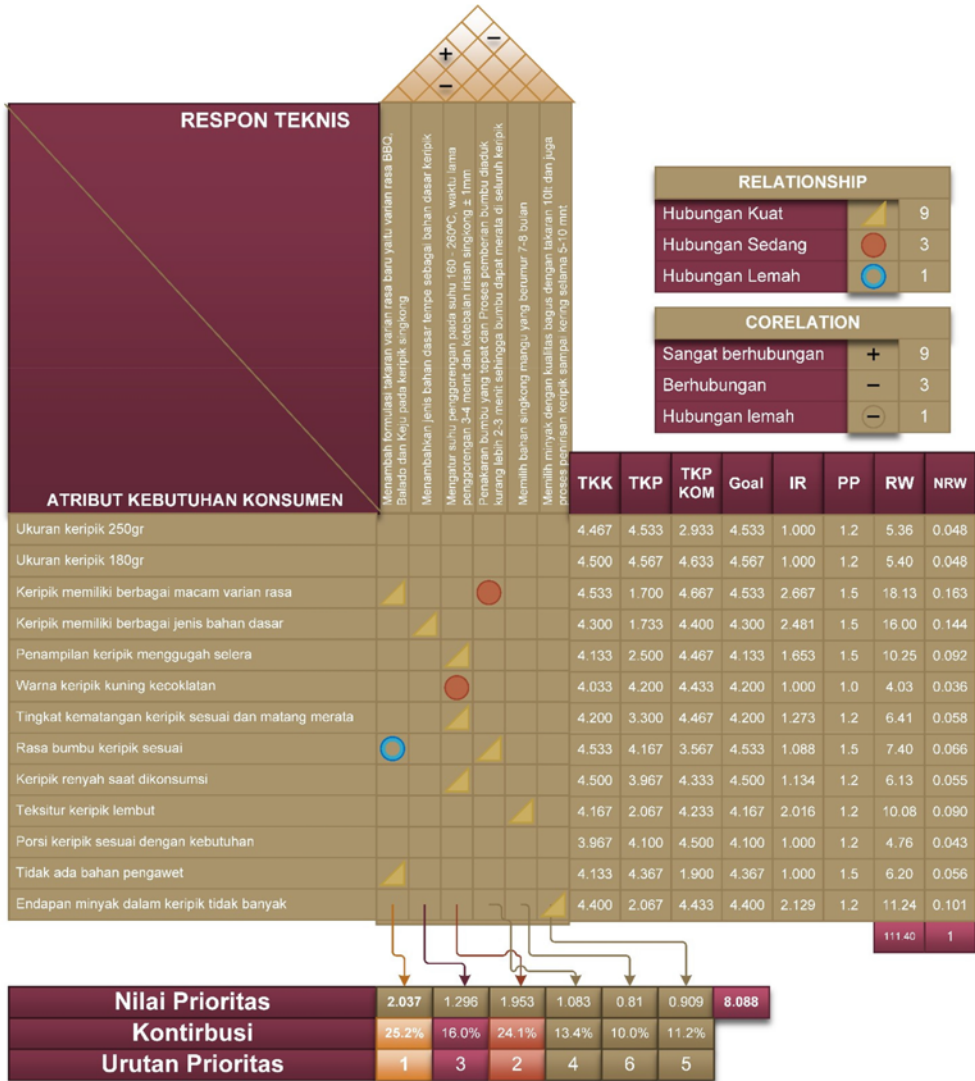 +
−
−
RESPON TEKNIS
ATRIBUT KEBUTUHAN KONSUMEN
Menambah formulasi takaran varian rasa baru yaitu varian rasa BBQ,
Balado dan Keju pada keripik singkong
Menambahkan jenis bahan dasar tempe sebagai bahan dasar keripik
Mengatur suhu penggorengan pada suhu 160 - 260ºC, waktu lama
penggorengan 3-4 menit dan ketebalan irisan singkong ± 1mm
Penakaran bumbu yang tepat dan Proses pemberian bumbu diaduk
kurang lebih 2-3 menit sehingga bumbu dapat merata di seluruh keripik
Memilih bahan singkong mangu yang berumur 7-8 bulan
Memilih minyak dengan kualitas bagus dengan takaran 10lt dan juga
proses penirisan keripik sampai kering selama 5-10 mnt
RELATIONSHIP
Hubungan Kuat 9
Hubungan Sedang 3
Hubungan Lemah 1
CORELATION
Sangat berhubungan + 9
Berhubungan − 3
Hubungan lemah − 1
TKK TKP TKP KOM Goal IR PP RW NRW
Ukuran keripik 250gr 4.467 4.533 2.933 4.533 1.000 1.2 5.36 0.048
Ukuran keripik 180gr 4.500 4.567 4.633 4.567 1.000 1.2 5.40 0.048
Keripik memiliki berbagai macam varian rasa 4.533 1.700 4.667 4.533 2.667 1.5 18.13 0.163
Keripik memiliki berbagai jenis bahan dasar 4.300 1.733 4.400 4.300 2.481 1.5 16.00 0.144
Penampilan keripik menggugah selera 4.133 2.500 4.467 4.133 1.653 1.5 10.25 0.092
Warna keripik kuning kecoklatan 4.033 4.200 4.433 4.200 1.000 1.0 4.03 0.036
Tingkat kematangan keripik sesuai dan matang merata 4.200 3.300 4.467 4.200 1.273 1.2 6.41 0.058
Rasa bumbu keripik sesuai 4.533 4.167 3.567 4.533 1.088 1.5 7.40 0.066
Keripik renyah saat dikonsumsi 4.500 3.967 4.333 4.500 1.134 1.2 6.13 0.055
Teksitur keripik lembut 4.167 2.067 4.233 4.167 2.016 1.2 10.08 0.090
Porsi keripik sesuai dengan kebutuhan 3.967 4.100 4.500 4.100 1.000 1.2 4.76 0.043
Tidak ada bahan pengawet 4.133 4.367 1.900 4.367 1.000 1.5 6.20 0.056
Endapan minyak dalam keripik tidak banyak 4.400 2.067 4.433 4.400 2.129 1.2 11.24 0.101
111.40 1
Nilai Prioritas 2.037 1.296 1.953 1.083 0.81 0.909 8.088
Kontirbusi 25.2% 16.0% 24.1% 13.4% 10.0% 11.2%
Urutan Prioritas 1 3 2 4 6 5